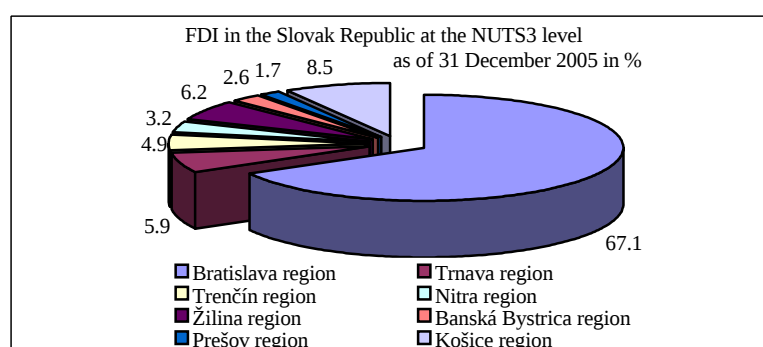 FDI in the Slovak Republic at the NUTS3 level
as of 31 December 2005 in %
8.5
1.7
2.6
6.2
3.2
4.9
5.9
67.1
Bratislava region Trnava region
Trenčín region Nitra region
Žilina region Banská Bystrica region
Prešov region Košice region